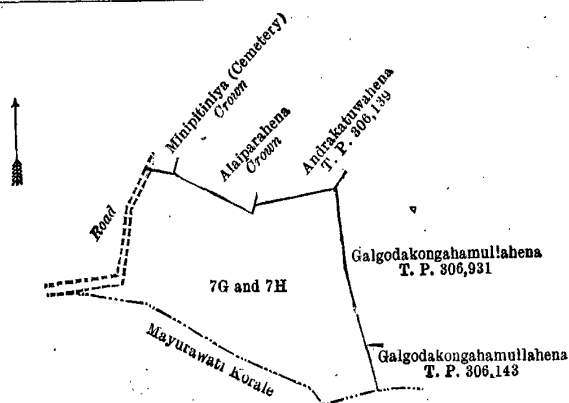 Minipitiniya (Cemetery)
Crown
Alaiparahena
Crown
Andrakatuwahena
T. P. 306,139
Road
Galgodakongahamullahena
T. P. 306,931
7G and 7H
Mayurawati Korale
Galgodakongahamullahena
T. P. 306,143